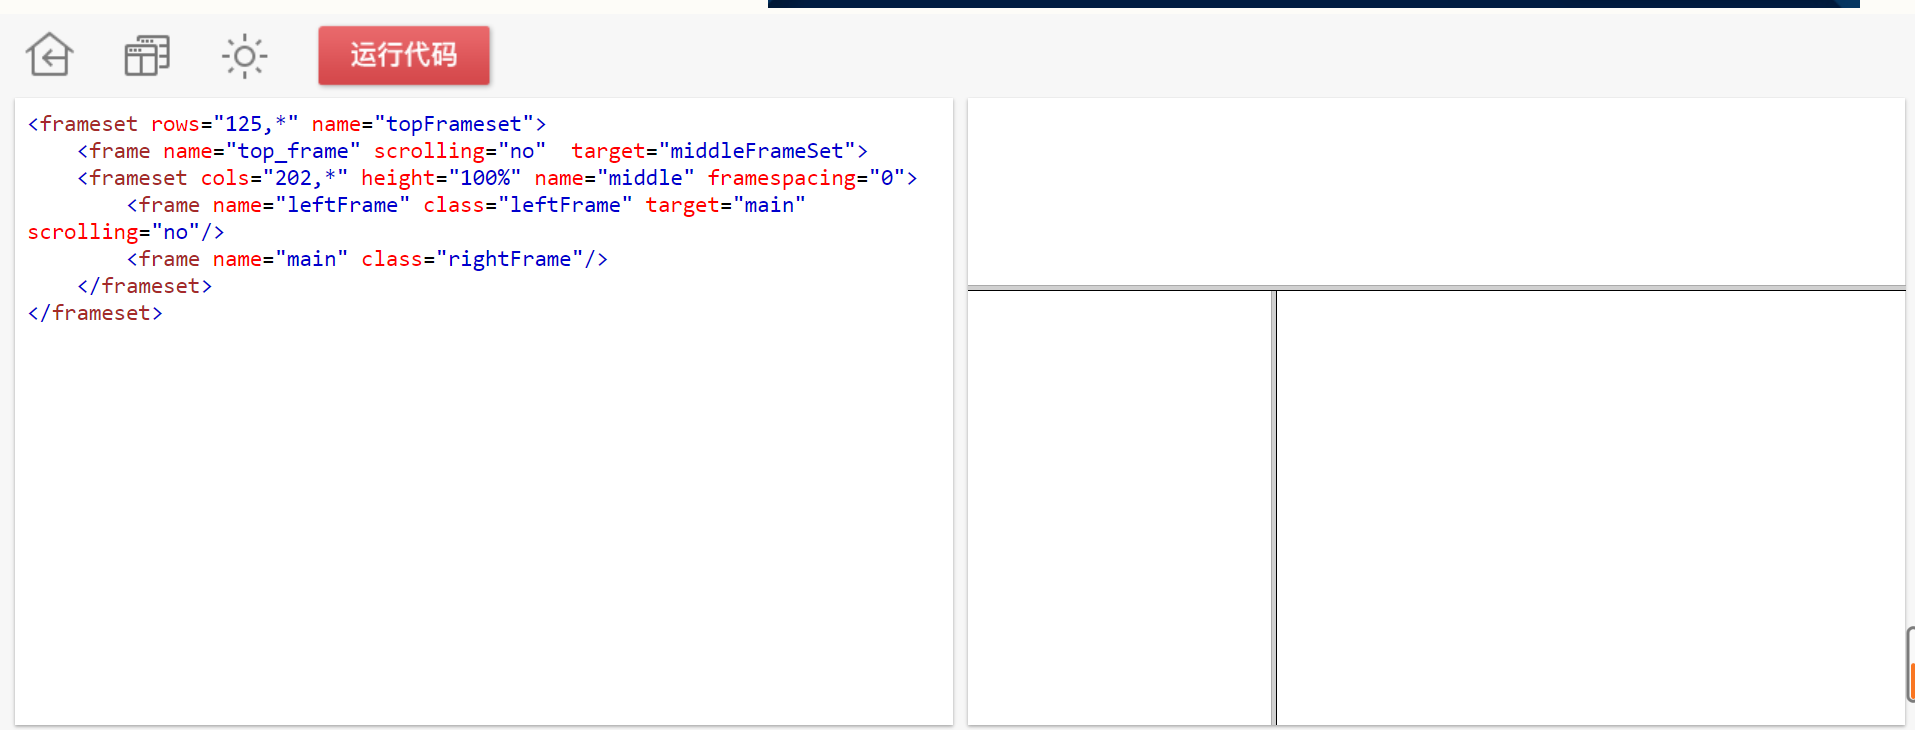 运行代码
<frameset rows="125,*" name="topFrameset">
    <frame name="top_frame" scrolling="no"  target="middleFrameSet">
    <frameset cols="202,*" height="100%" name="middle" framespacing="0">
        <frame name="leftFrame" class="leftFrame" target="main"
scrolling="no"/>
        <frame name="main" class="rightFrame"/>
    </frameset>
</frameset>